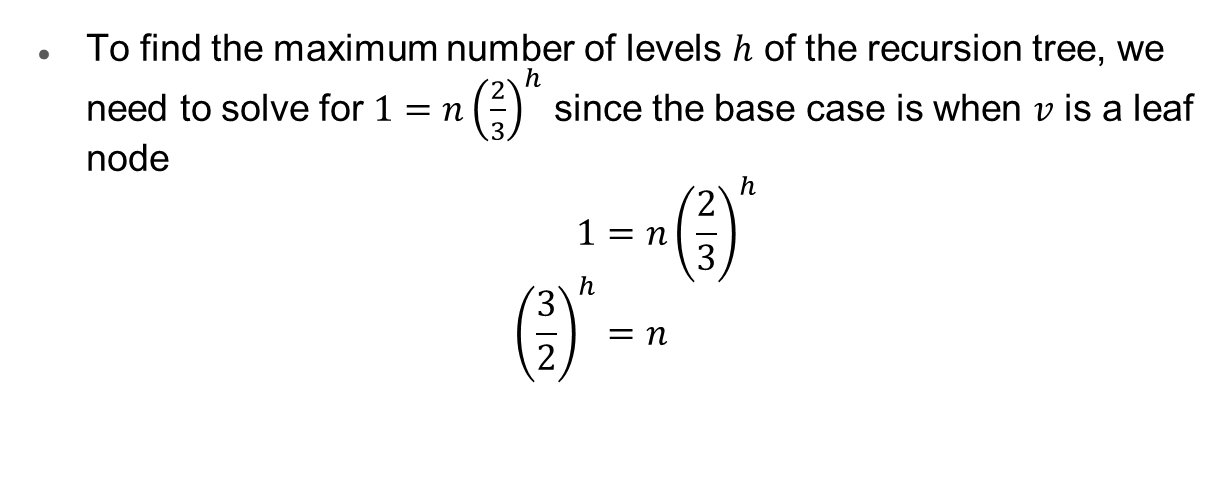 • To find the maximum number of levels ℎ of the recursion tree, we
need to solve for 1 = 𝑛 (2/3)^ℎ since the base case is when 𝑣 is a leaf
node
1 = 𝑛 (2/3)^ℎ
(3/2)^ℎ = 𝑛